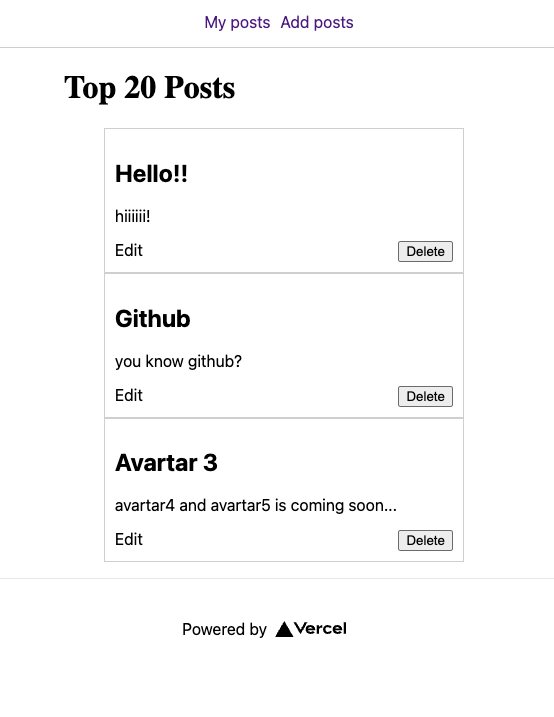 My posts Add posts
Top 20 Posts
Hello!!
hiiiiii!
Edit Delete
Github
you know github?
Edit Delete
Avartar 3
avartar4 and avartar5 is coming soon...
Edit Delete
Powered by Vercel